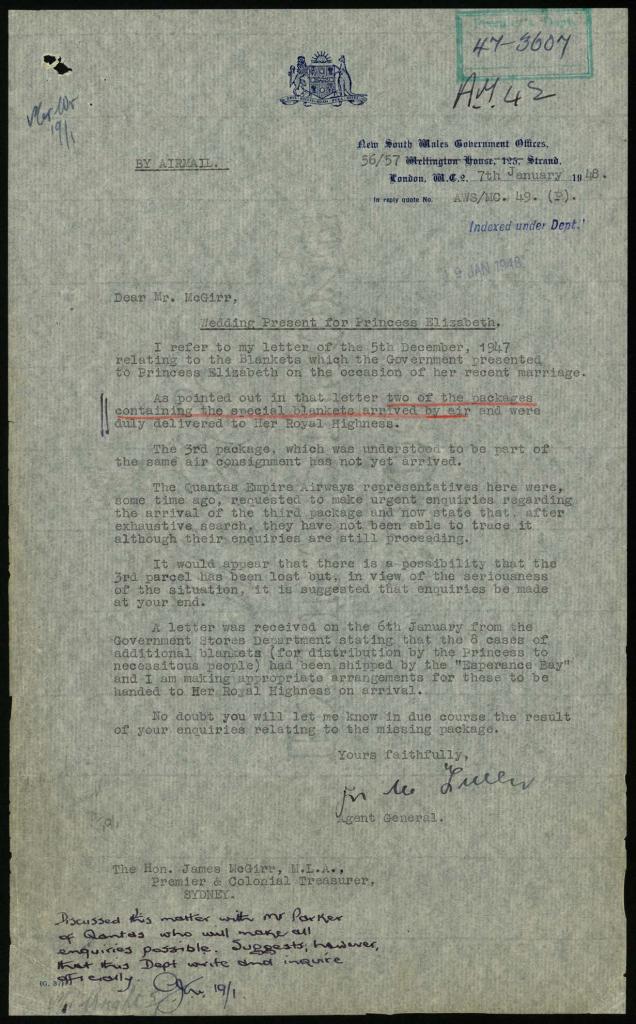 Premier's Dept.
47-3607
A.M. 42
19/1
New South Wales Government Offices,
BY AIRMAIL.
56/57 Wellington House, 125, Strand.
London, W.C.2. 7th January 1948.
In reply quote No. AWS/MC. 49. (P).
Indexed under Dept.
9 JAN 1948
Dear Mr. McGirr,
Wedding Present for Princess Elizabeth.
I refer to my letter of the 5th December, 1947
relating to the Blankets which the Government presented
to Princess Elizabeth on the occasion of her recent marriage.
As pointed out in that letter two of the packages
containing the special blankets arrived by air and were
duly delivered to Her Royal Highness.
The 3rd package, which was understood to be part of
the same air consignment has not yet arrived.
The Quantas Empire Airways representatives here were,
some time ago, requested to make urgent enquiries regarding
the arrival of the third package and now state that, after
exhaustive search, they have not been able to trace it
although their enquiries are still proceeding.
It would appear that there is a possibility that the
3rd parcel has been lost but, in view of the seriousness
of the situation, it is suggested that enquiries be made
at your end.
A letter was received on the 6th January from the
Government Stores Department stating that the 8 cases of
additional blankets (for distribution by the Princess to
necessitous people) had been shipped by the "Esperance Bay"
and I am making appropriate arrangements for these to be
handed to Her Royal Highness on arrival.
No doubt you will let me know in due course the result
of your enquiries relating to the missing package.
Yours faithfully,
Agent General.
The Hon. James McGirr, M.L.A.,
Premier & Colonial Treasurer,
SYDNEY.
Discussed this matter with Mr Parker
of Qantas who will make all
enquiries possible. Suggests, however,
that this Dept write and inquire
officially.
19/1